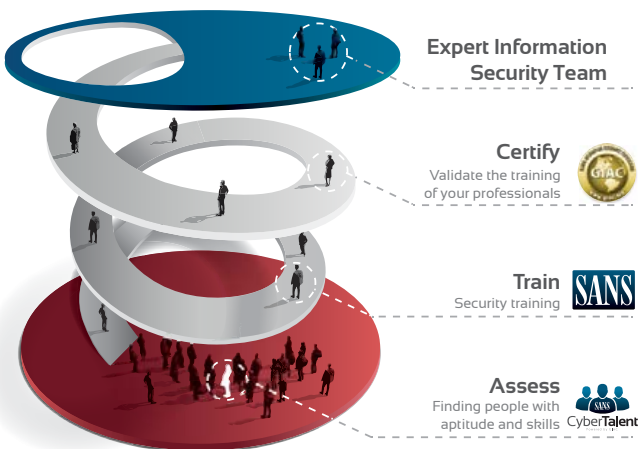 Expert Information
Security Team
Certify
Validate the training
of your professionals
GIAC
Train
Security training
SANS
Assess
Finding people with
aptitude and skills
SANS
CyberTalent